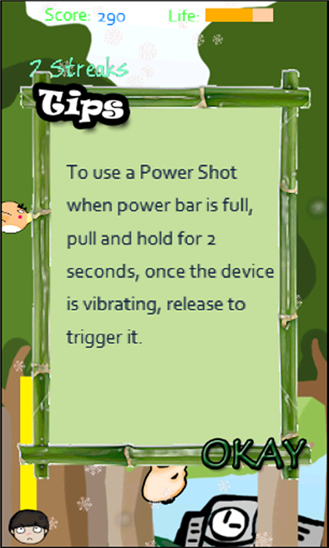 Score: 290 Life:
2 Streaks
Tips
To use a Power Shot
when power bar is full,
pull and hold for 2
seconds, once the device
is vibrating, release to
trigger it.
OKAY